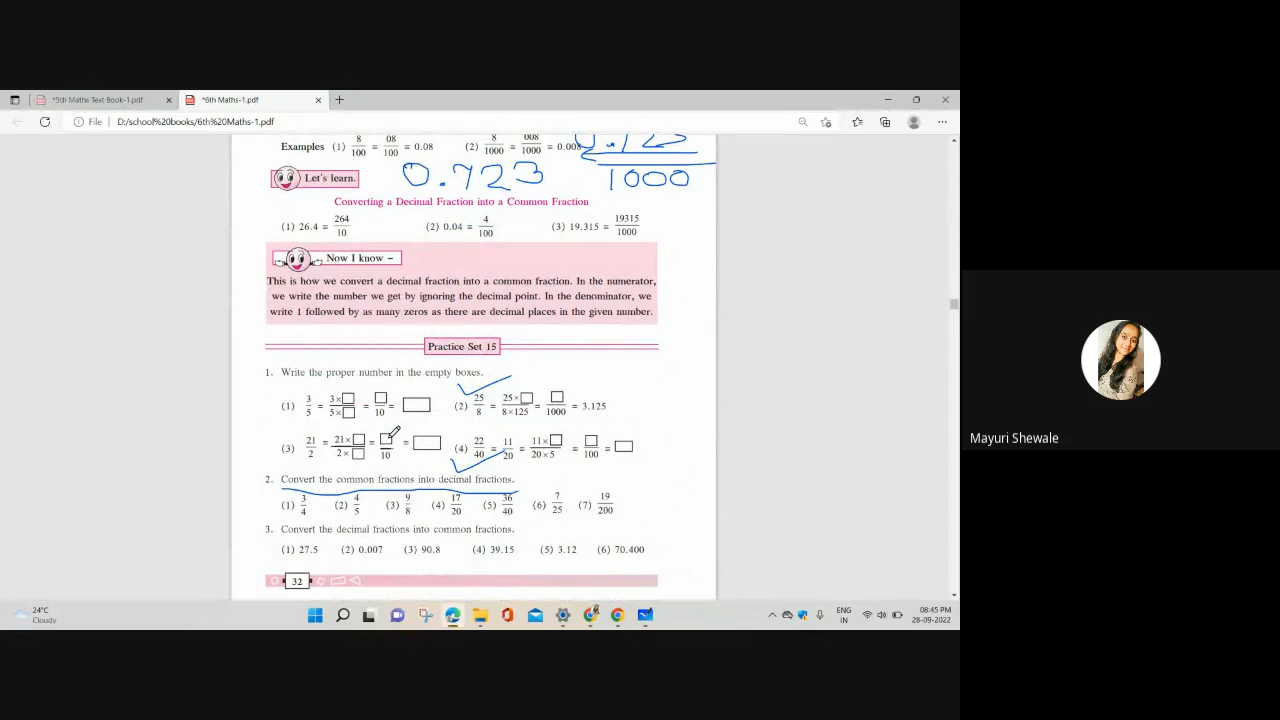 *5th Maths Text Book-1.pdf
*6th Maths-1.pdf
File | D:/school%20books/6th%20Maths-1.pdf
Examples (1) 8/100 = 08/100 = 0.08 (2) 8/1000 = 008/1000 = 0.008
0.723
1000
Let's learn.
Converting a Decimal Fraction into a Common Fraction
(1) 26.4 = 264/10 (2) 0.04 = 4/100 (3) 19.315 = 19315/1000
Now I know –
This is how we convert a decimal fraction into a common fraction. In the numerator,
we write the number we get by ignoring the decimal point. In the denominator, we
write 1 followed by as many zeros as there are decimal places in the given number.
Practice Set 15
1. Write the proper number in the empty boxes.
(1) 3/5 = 3×□/5×□ = □/10 = □ (2) 25/8 = 25×□/8×125 = □/1000 = 3.125
(3) 21/2 = 21×□/2×□ = □/10 = □ (4) 22/40 = 11/20 = 11×□/20×5 = □/100 = □
2. Convert the common fractions into decimal fractions.
(1) 3/4 (2) 4/5 (3) 9/8 (4) 17/20 (5) 36/40 (6) 7/25 (7) 19/200
3. Convert the decimal fractions into common fractions.
(1) 27.5 (2) 0.007 (3) 90.8 (4) 39.15 (5) 3.12 (6) 70.400
32
Mayuri Shewale
24°C
Cloudy
ENG
IN
08:45 PM
28-09-2022